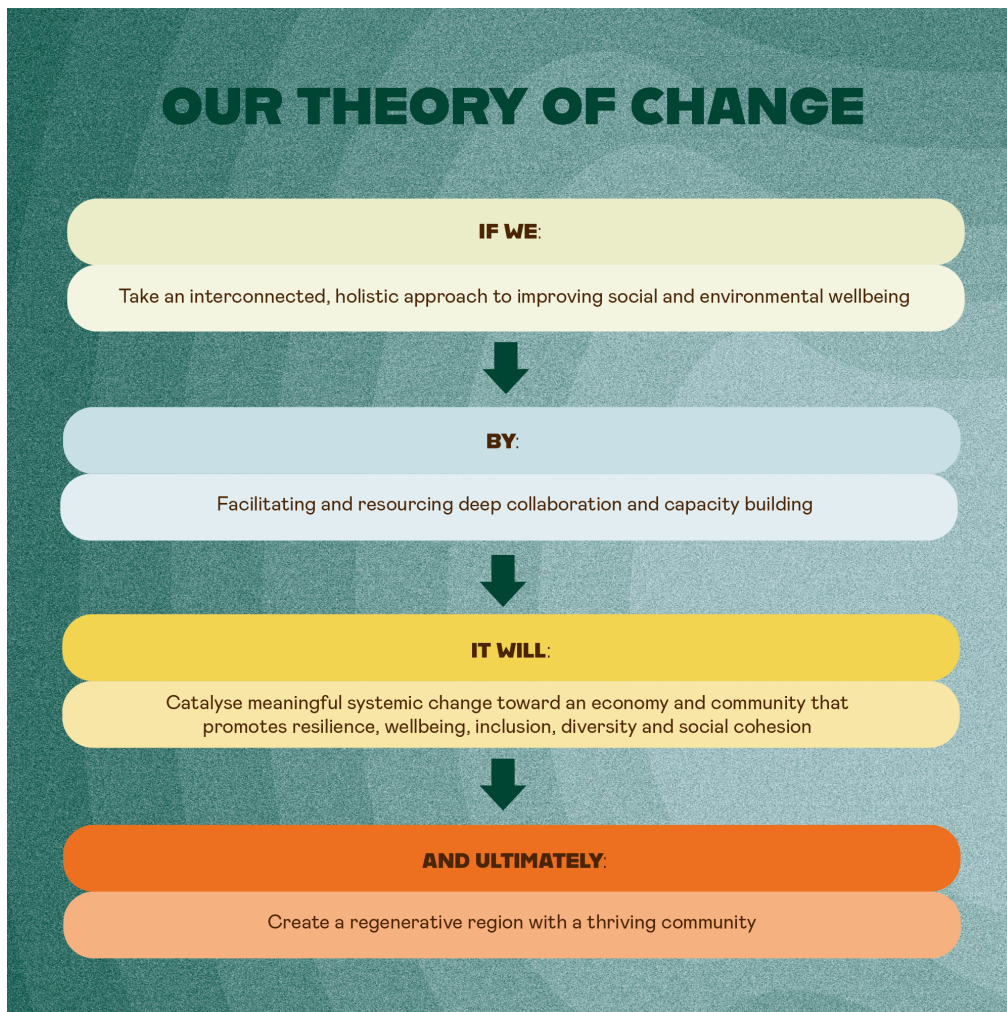 OUR THEORY OF CHANGE
IF WE:
Take an interconnected, holistic approach to improving social and environmental wellbeing
BY:
Facilitating and resourcing deep collaboration and capacity building
IT WILL:
Catalyse meaningful systemic change toward an economy and community that
promotes resilience, wellbeing, inclusion, diversity and social cohesion
AND ULTIMATELY:
Create a regenerative region with a thriving community